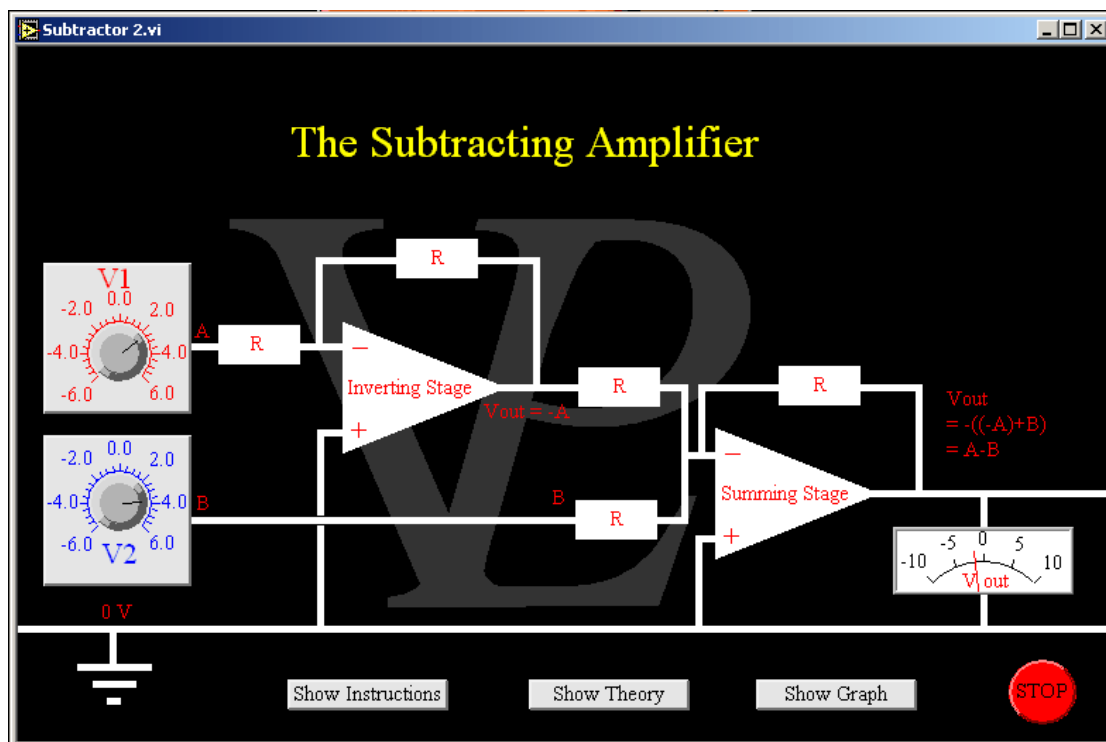 Subtractor 2.vi
The Subtracting Amplifier
R
V1
0.0
-2.0 2.0
-4.0 4.0
-6.0 6.0
A
R
−
Inverting Stage
+
Vout = -A
R
R
Vout
= -((-A)+B)
= A-B
0.0
-2.0 2.0
-4.0 4.0
-6.0 6.0
V2
B
B
R
−
Summing Stage
+
-10 -5 0 5 10
V out
0 V
Show Instructions
Show Theory
Show Graph
STOP